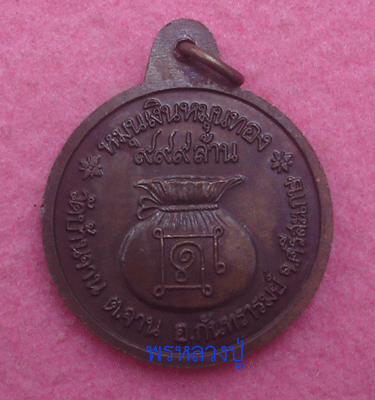 หมุนเงินหมุนทอง
๙๙๙ล้าน
วัดบ้านจาน ต.จาน อ.กันทรารมย์ จ.ศรีสะเกษ
พรหลวงปู่